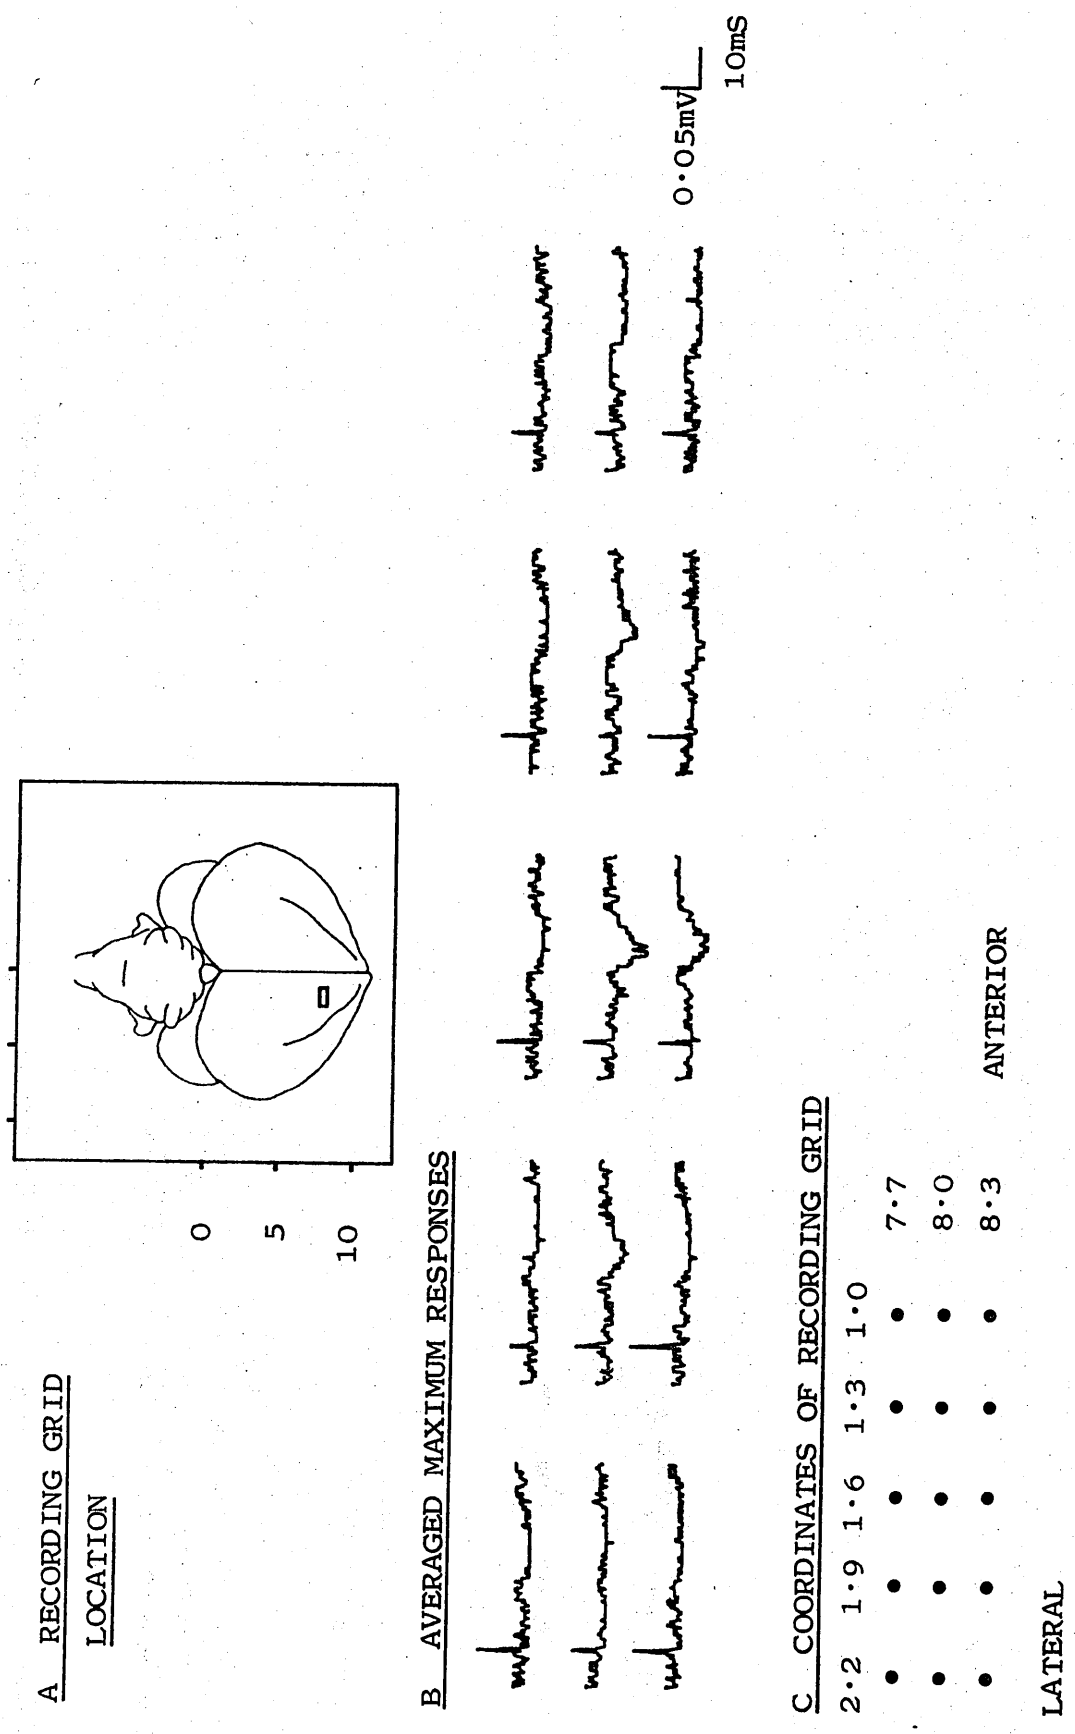 A RECORDING GRID
LOCATION
0
5
10
B AVERAGED MAXIMUM RESPONSES
0·05mV
10mS
C COORDINATES OF RECORDING GRID
2·2 1·9 1·6 1·3 1·0
7·7
8·0
8·3
LATERAL
ANTERIOR